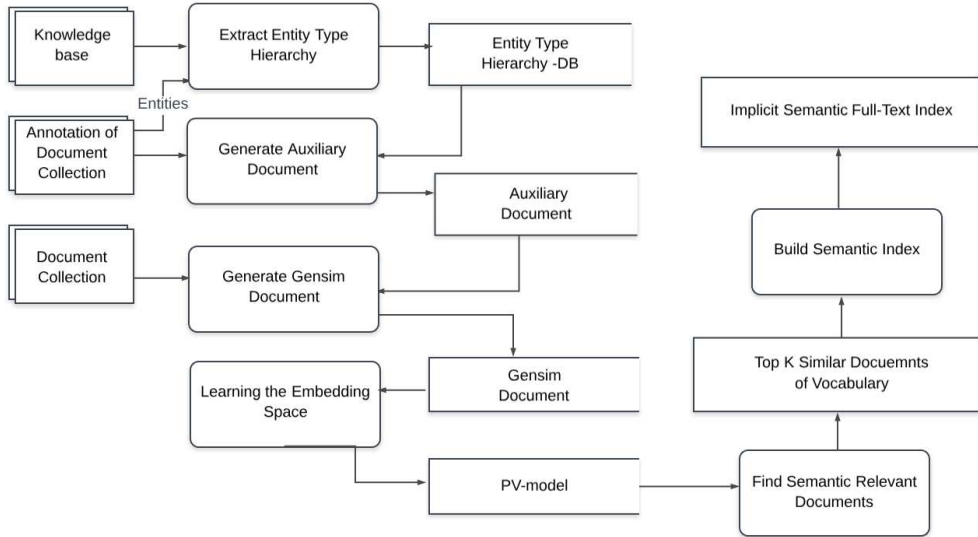 Knowledge
base
Extract Entity Type
Hierarchy
Entity Type
Hierarchy -DB
Entities
Annotation of
Document
Collection
Generate Auxiliary
Document
Auxiliary
Document
Document
Collection
Generate Gensim
Document
Gensim
Document
Learning the Embedding
Space
PV-model
Find Semantic Relevant
Documents
Top K Similar Docuemnts
of Vocabulary
Build Semantic Index
Implicit Semantic Full-Text Index